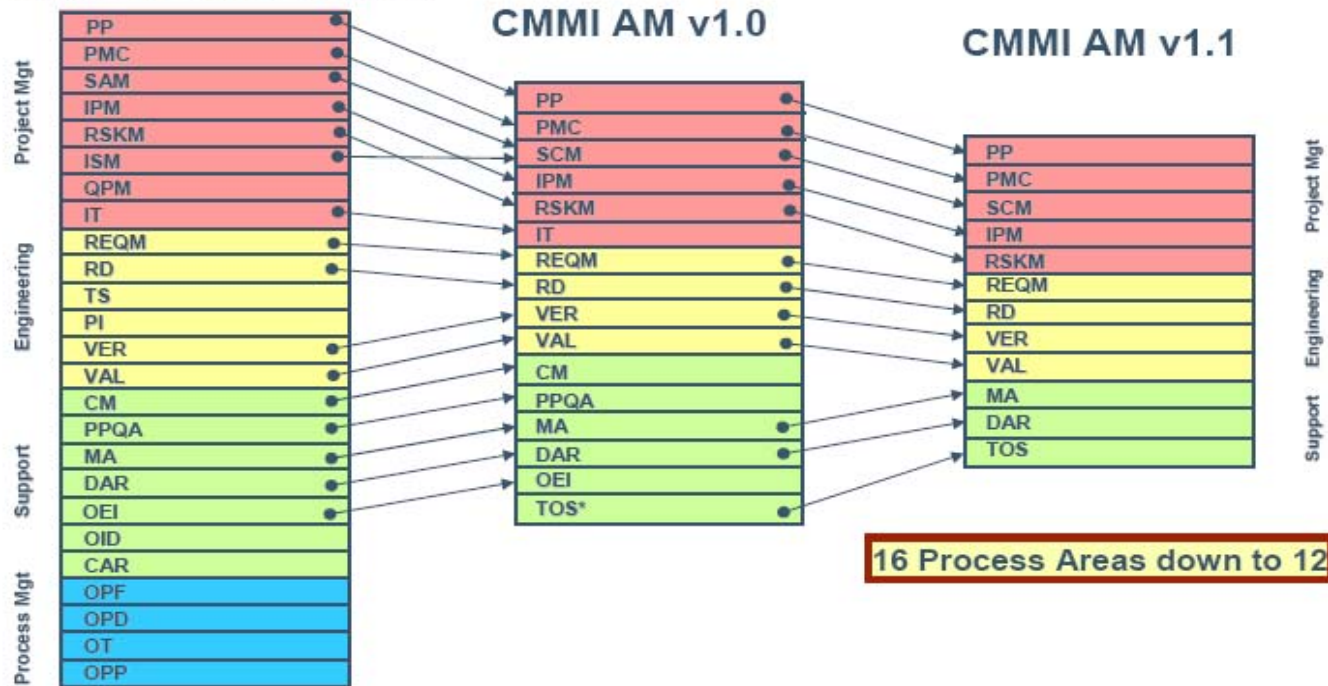 CMMI AM v1.0
CMMI AM v1.1
Project Mgt
Engineering
Support
Process Mgt
PP
PMC
SAM
IPM
RSKM
ISM
QPM
IT
REQM
RD
TS
PI
VER
VAL
CM
PPQA
MA
DAR
OEI
OID
CAR
OPF
OPD
OT
OPP
PP
PMC
SCM
IPM
RSKM
IT
REQM
RD
VER
VAL
CM
PPQA
MA
DAR
OEI
TOS*
PP
PMC
SCM
IPM
RSKM
REQM
RD
VER
VAL
MA
DAR
TOS
Project Mgt
Engineering
Support
16 Process Areas down to 12